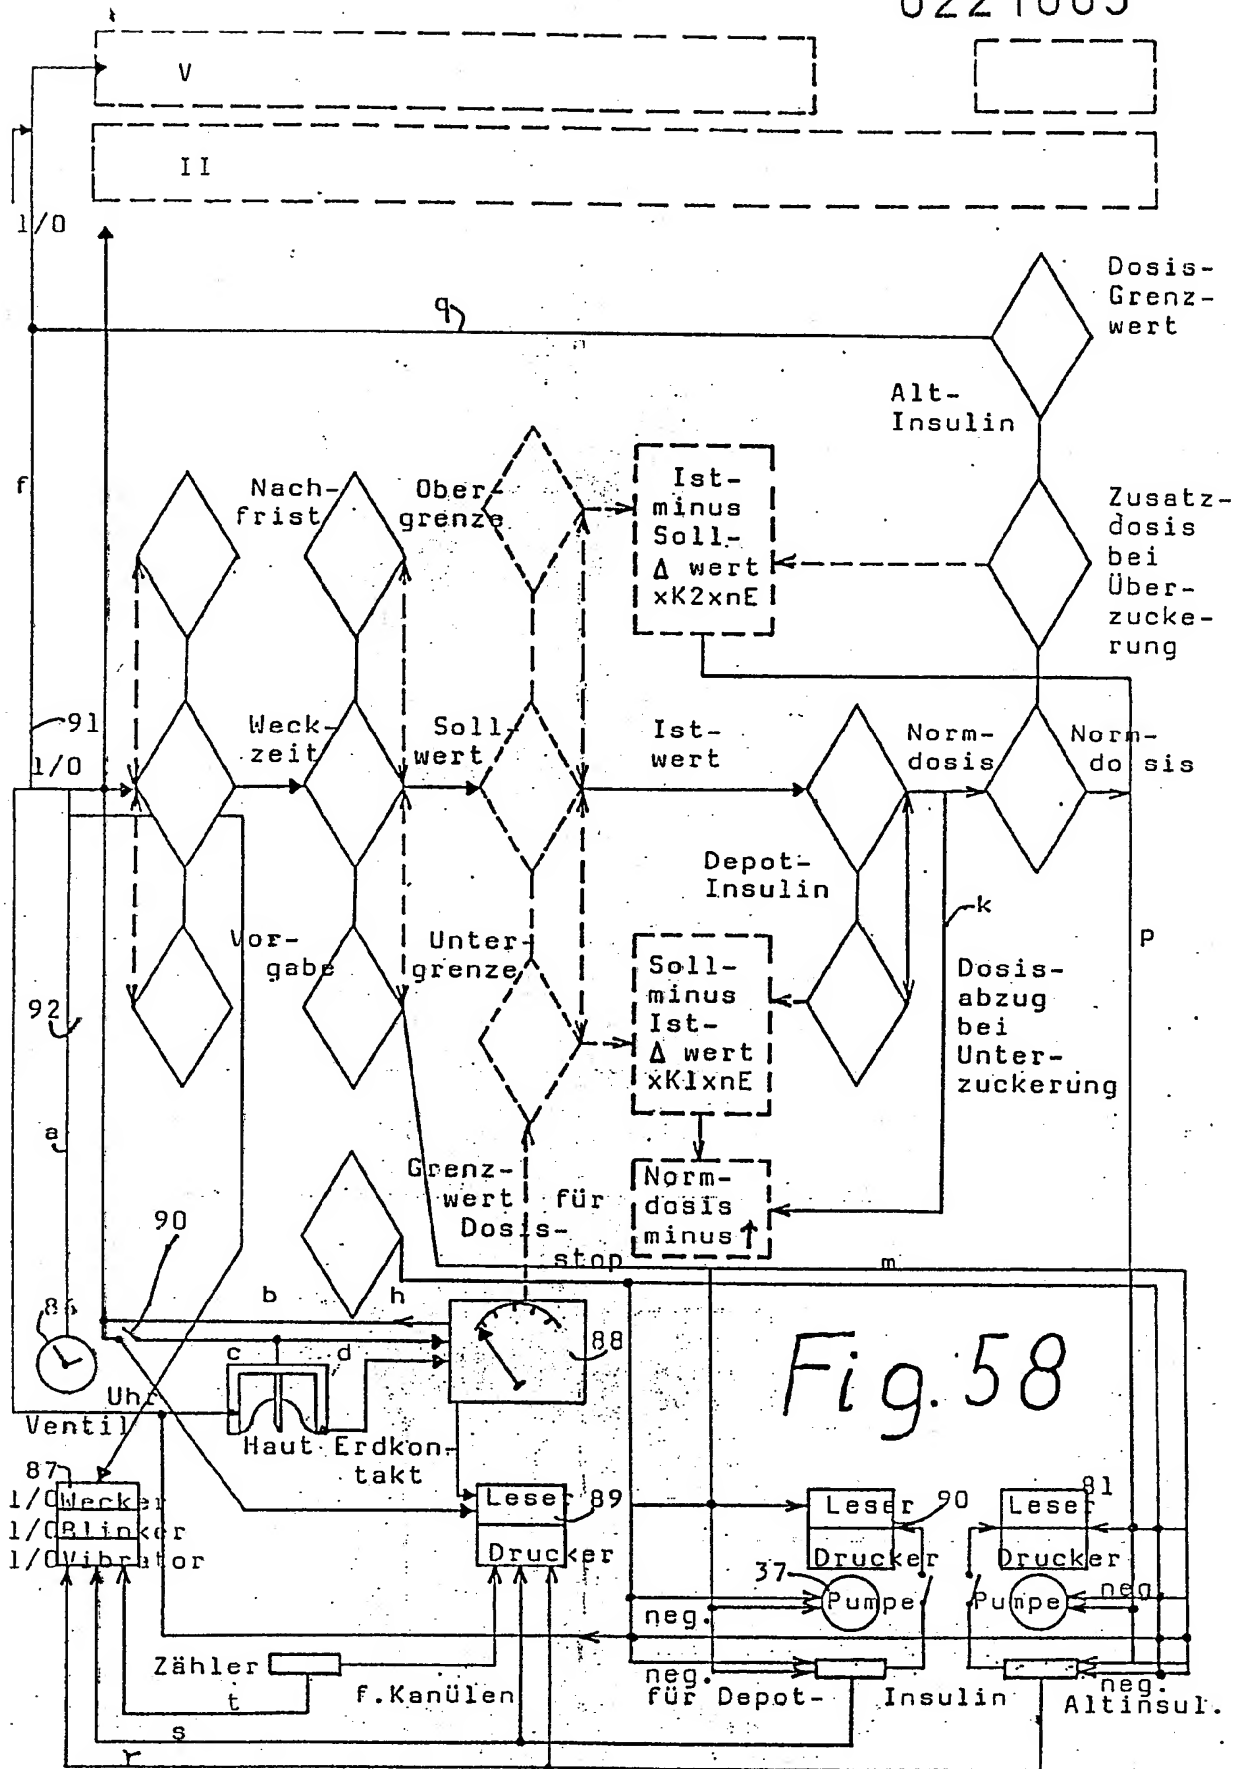 0221005
V
II
1/0
Dosis-
Grenz-
wert
q
Alt-
Insulin
f
Nach-
frist
Ober-
grenze
Ist-
minus
Soll-
Δ wert
xK2xnE
Zusatz-
dosis
bei
Über-
zucke-
rung
91
1/0
Weck-
zeit
Soll-
wert
Ist-
wert
Norm-
dosis
Norm-
dosis
Depot-
Insulin
k
p
Vor-
gabe
Unter-
grenze
Soll-
minus
Ist-
Δ wert
xK1xnE
Dosis-
abzug
bei
Unter-
zuckerung
92
a
Grenz-
wert für
Dosis-
stop
Norm-
dosis
minus ↑
90
m
b
h
86
88
c
d
Fig. 58
Uhr
Ventil
Haut
Erdkon-
takt
87
1/0 Wecker
1/0 Blinker
1/0 Vibrator
Leser 89
Drucker
Leser 90
Drucker
Leser 81
Drucker
37
Pumpe
Pumpe
neg.
neg.
Zähler
f.Kanülen
t
neg.
für Depot- Insulin
neg.
Altinsul.
s
r